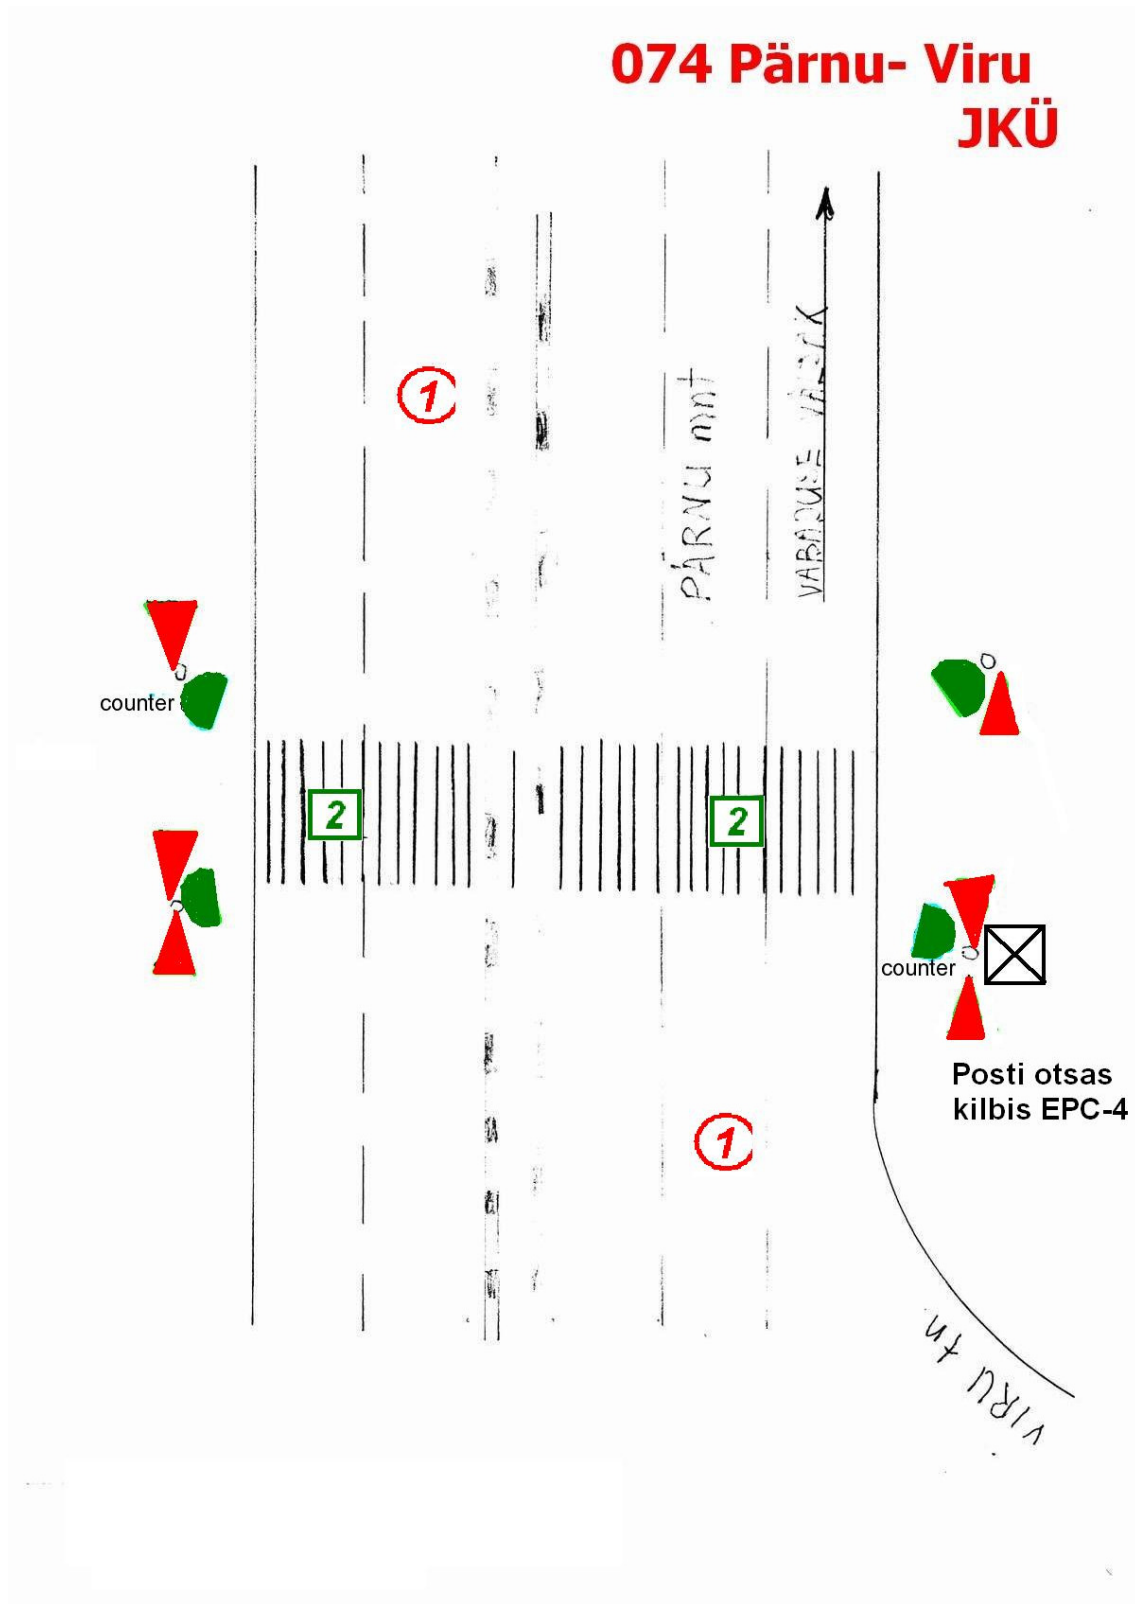 074 Pärnu- Viru
JKÜ
1
PÄRNU mnt
VABADUSE VÄLJAK
counter
2
2
counter
Posti otsas
kilbis EPC-4
1
VIRU tn